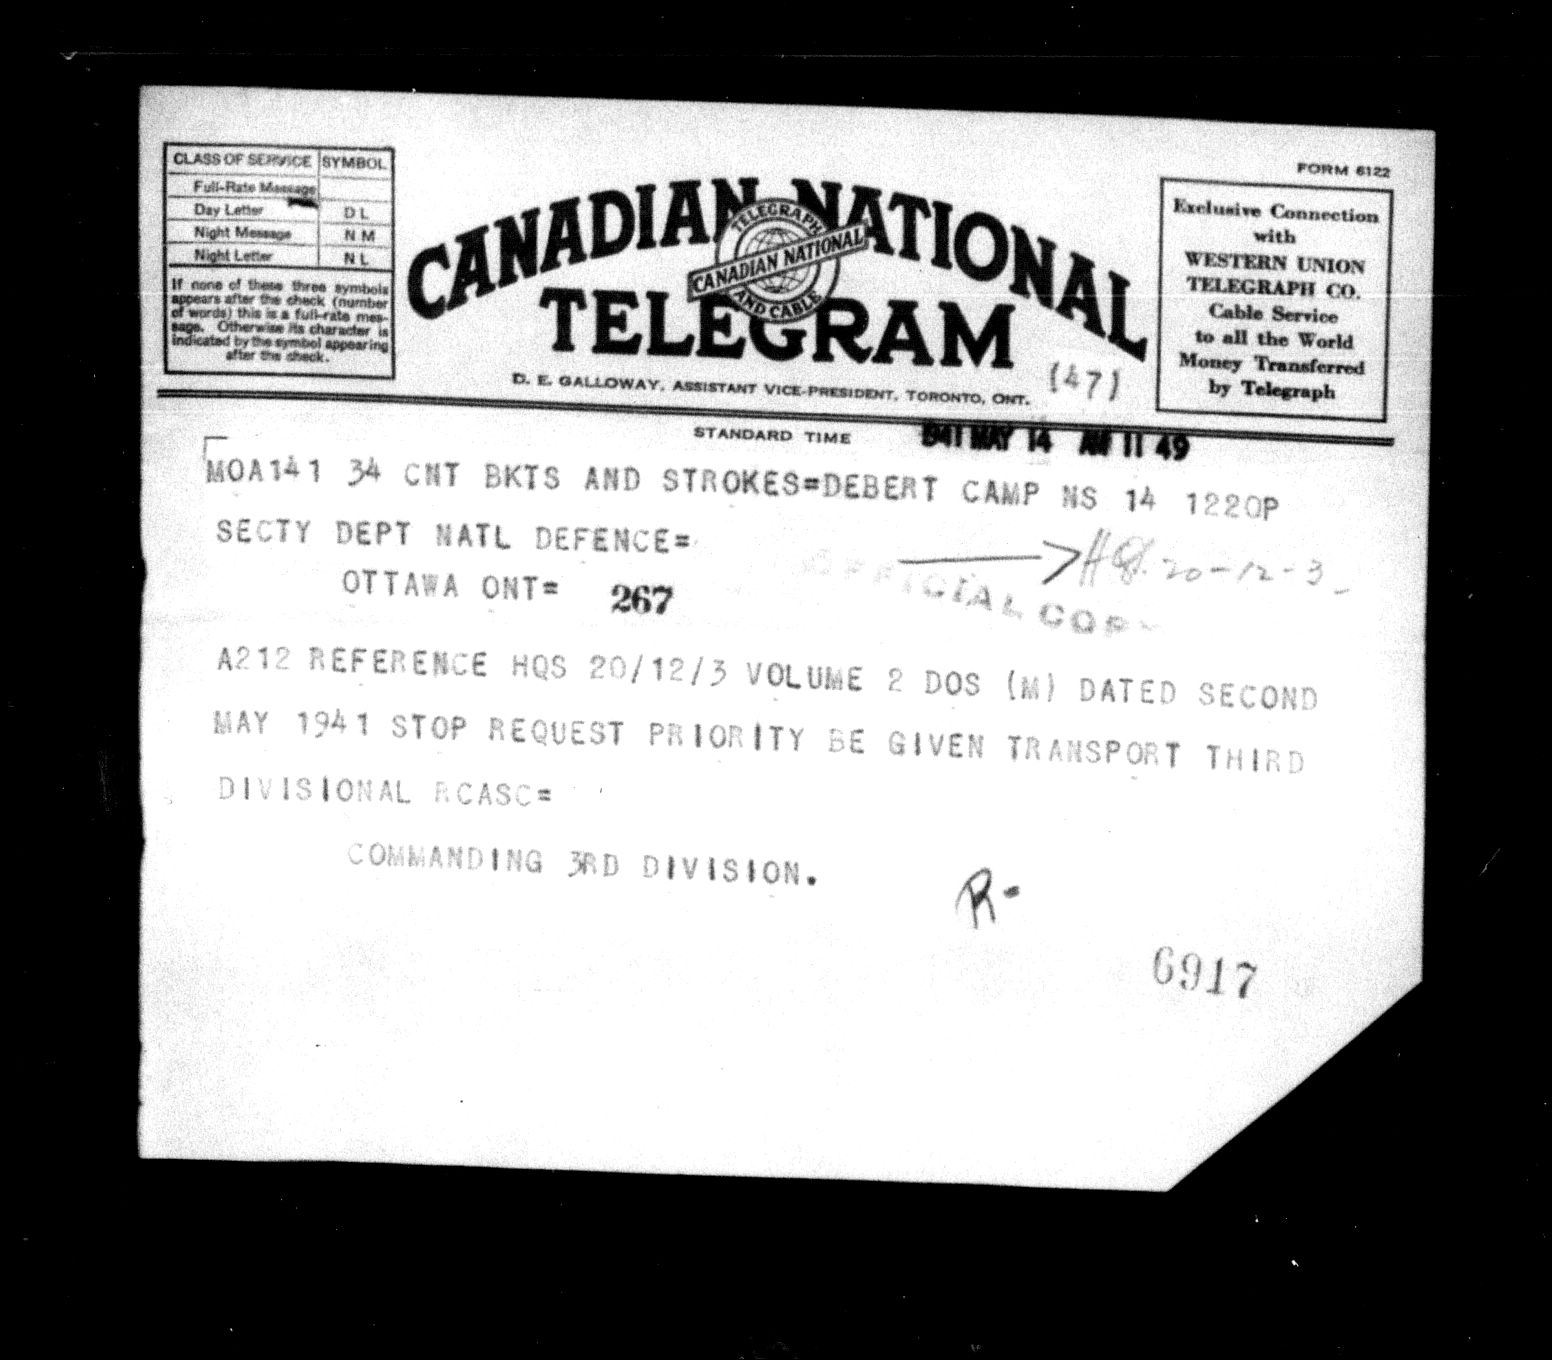 CLASS OF SERVICE SYMBOL
Full-Rate Message
Day Letter D L
Night Message N M
Night Letter N L
If none of these three symbols
appears after the check (number
of words) this is a full-rate mes-
sage. Otherwise its character is
indicated by the symbol appearing
after the check.
CANADIAN NATIONAL
TELEGRAPH
CANADIAN NATIONAL
AND CABLE
TELEGRAM
D. E. GALLOWAY, ASSISTANT VICE-PRESIDENT, TORONTO, ONT.
(47)
FORM 6122
Exclusive Connection
with
WESTERN UNION
TELEGRAPH CO.
Cable Service
to all the World
Money Transferred
by Telegraph
STANDARD TIME 1941 MAY 14 AM 11 49
MOA141 34 CNT BKTS AND STROKES=DEBERT CAMP NS 14 1220P
SECTY DEPT NATL DEFENCE=
HQS. 20-12-3
OTTAWA ONT= 267
OFFICIAL COPY
A212 REFERENCE HQS 20/12/3 VOLUME 2 DOS (M) DATED SECOND
MAY 1941 STOP REQUEST PRIORITY BE GIVEN TRANSPORT THIRD
DIVISIONAL RCASC=
COMMANDING 3RD DIVISION.
R-
6917